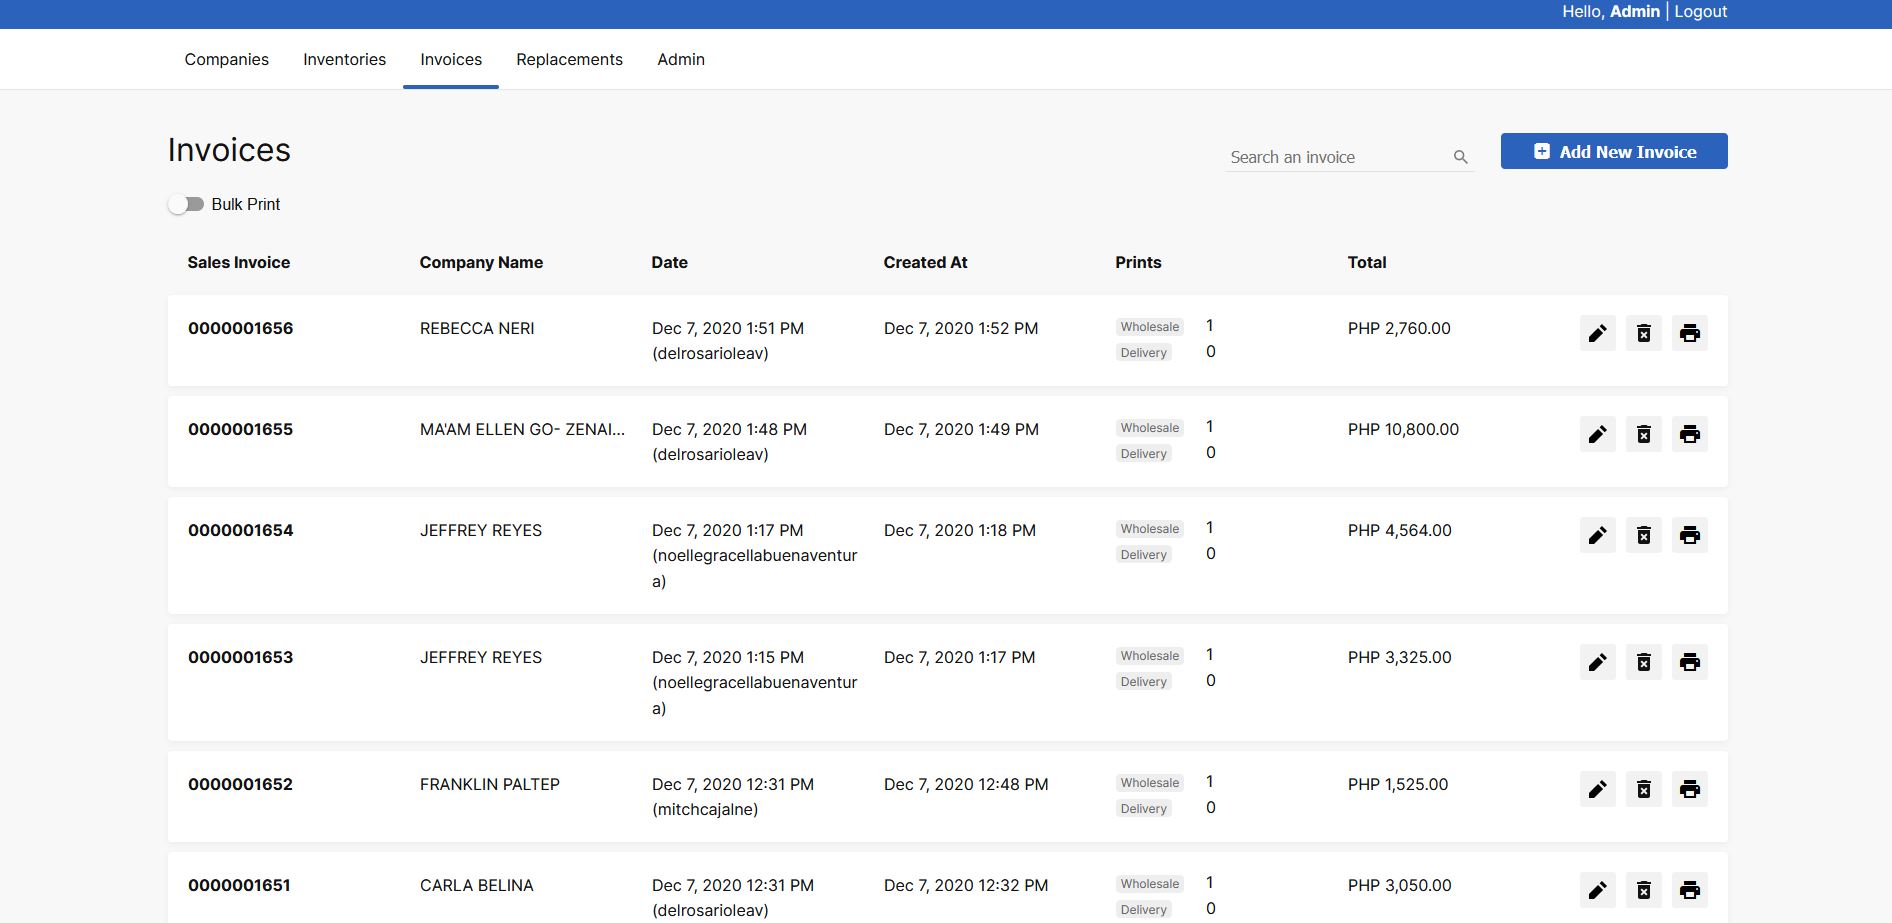 Hello, Admin | Logout
Companies Inventories Invoices Replacements Admin
Invoices
Search an invoice
Add New Invoice
Bulk Print
Sales Invoice Company Name Date Created At Prints Total
0000001656 REBECCA NERI Dec 7, 2020 1:51 PM Dec 7, 2020 1:52 PM Wholesale 1 PHP 2,760.00
(delrosarioleav) Delivery 0
0000001655 MA'AM ELLEN GO- ZENAI... Dec 7, 2020 1:48 PM Dec 7, 2020 1:49 PM Wholesale 1 PHP 10,800.00
(delrosarioleav) Delivery 0
0000001654 JEFFREY REYES Dec 7, 2020 1:17 PM Dec 7, 2020 1:18 PM Wholesale 1 PHP 4,564.00
(noellegracellabuenaventur Delivery 0
a)
0000001653 JEFFREY REYES Dec 7, 2020 1:15 PM Dec 7, 2020 1:17 PM Wholesale 1 PHP 3,325.00
(noellegracellabuenaventur Delivery 0
a)
0000001652 FRANKLIN PALTEP Dec 7, 2020 12:31 PM Dec 7, 2020 12:48 PM Wholesale 1 PHP 1,525.00
(mitchcajalne) Delivery 0
0000001651 CARLA BELINA Dec 7, 2020 12:31 PM Dec 7, 2020 12:32 PM Wholesale 1 PHP 3,050.00
(delrosarioleav) Delivery 0